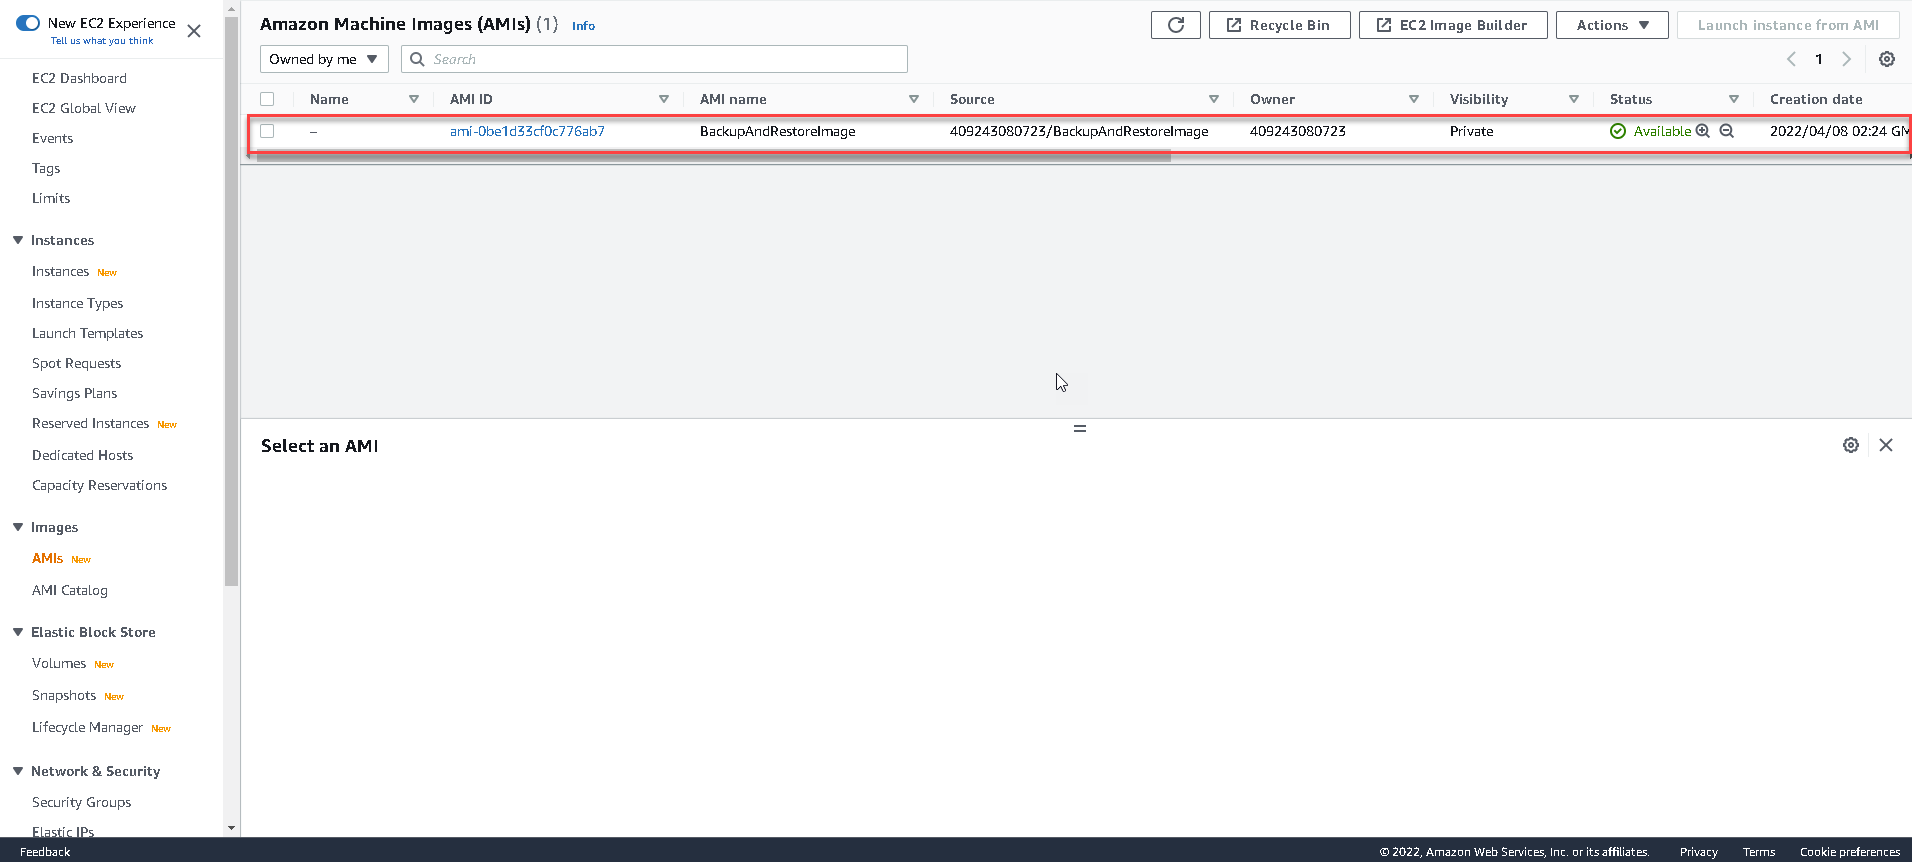 New EC2 Experience
Tell us what you think
EC2 Dashboard
EC2 Global View
Events
Tags
Limits
Instances
Instances New
Instance Types
Launch Templates
Spot Requests
Savings Plans
Reserved Instances New
Dedicated Hosts
Capacity Reservations
Images
AMIs New
AMI Catalog
Elastic Block Store
Volumes New
Snapshots New
Lifecycle Manager New
Network & Security
Security Groups
Elastic IPs
Amazon Machine Images (AMIs) (1) Info
Recycle Bin
EC2 Image Builder
Actions
Launch instance from AMI
Owned by me
Search
1
Name AMI ID AMI name Source Owner Visibility Status Creation date
– ami-0be1d33cf0c776ab7 BackupAndRestoreImage 409243080723/BackupAndRestoreImage 409243080723 Private Available 2022/04/08 02:24 GM
Select an AMI
Feedback
© 2022, Amazon Web Services, Inc. or its affiliates. Privacy Terms Cookie preferences